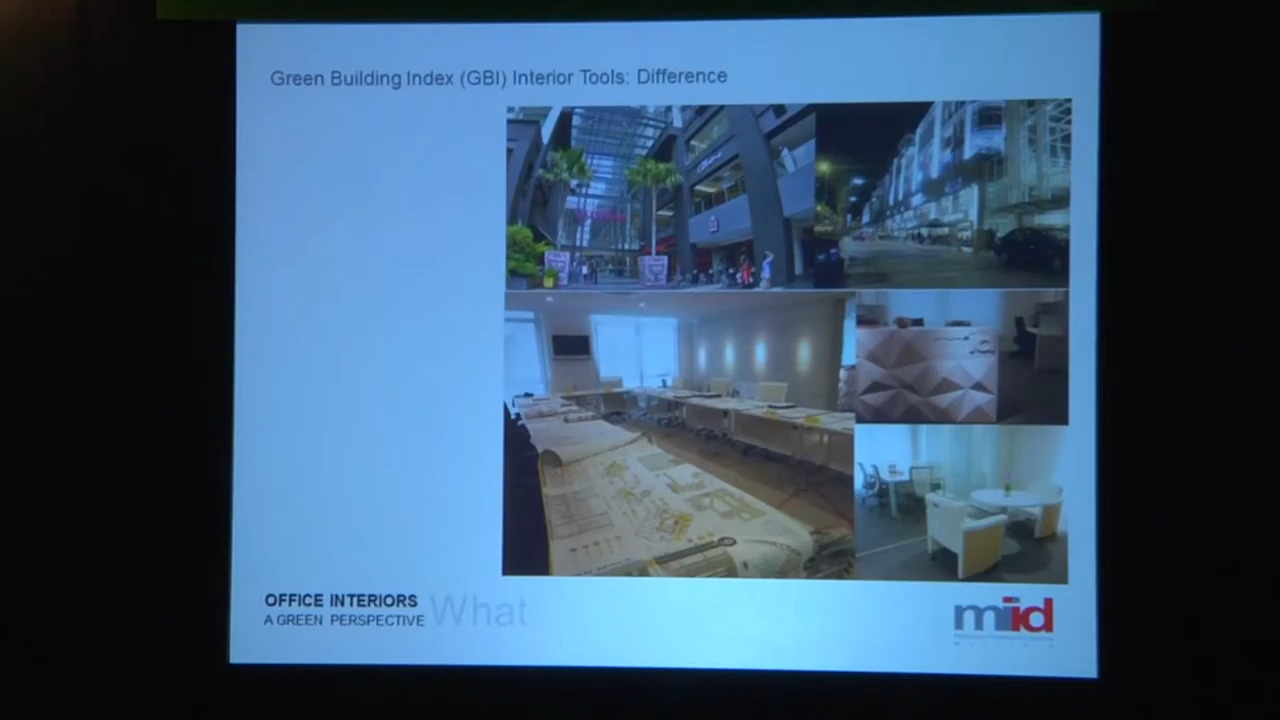 Green Building Index (GBI) Interior Tools: Difference
OFFICE INTERIORS
A GREEN PERSPECTIVE
What
miid